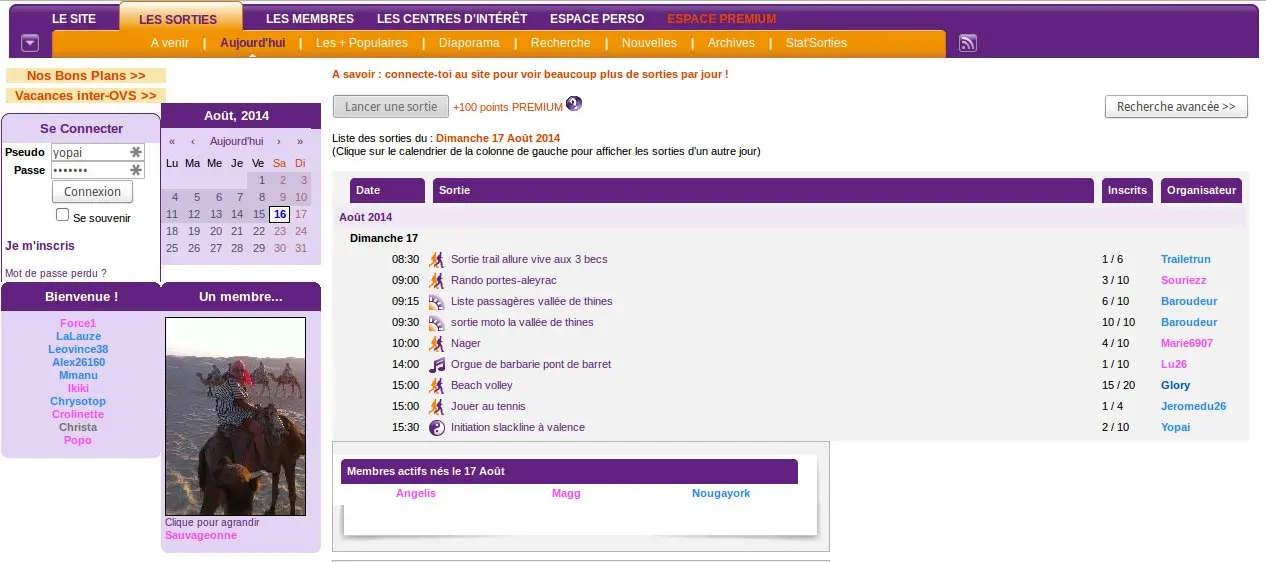 LE SITE LES SORTIES LES MEMBRES LES CENTRES D'INTÉRÊT ESPACE PERSO ESPACE PREMIUM
A venir | Aujourd'hui | Les + Populaires | Diaporama | Recherche | Nouvelles | Archives | Stat'Sorties
Nos Bons Plans >>
Vacances inter-OVS >>
Se Connecter
Pseudo yopai
Passe •••••••
Connexion
Se souvenir
Je m'inscris
Mot de passe perdu ?
Bienvenue !
Force1
LaLauze
Leovince38
Alex26160
Mmanu
Ikiki
Chrysotop
Crolinette
Christa
Popo
Août, 2014
« ‹ Aujourd'hui › »
Lu Ma Me Je Ve Sa Di
1 2 3
4 5 6 7 8 9 10
11 12 13 14 15 16 17
18 19 20 21 22 23 24
25 26 27 28 29 30 31
Un membre...
Clique pour agrandir
Sauvageonne
A savoir : connecte-toi au site pour voir beaucoup plus de sorties par jour !
Lancer une sortie +100 points PREMIUM
Recherche avancée >>
Liste des sorties du : Dimanche 17 Août 2014
(Clique sur le calendrier de la colonne de gauche pour afficher les sorties d'un autre jour)
Date Sortie Inscrits Organisateur
Août 2014
Dimanche 17
08:30 Sortie trail allure vive aux 3 becs 1 / 6 Trailetrun
09:00 Rando portes-aleyrac 3 / 10 Souriezz
09:15 Liste passagères vallée de thines 6 / 10 Baroudeur
09:30 sortie moto la vallée de thines 10 / 10 Baroudeur
10:00 Nager 4 / 10 Marie6907
14:00 Orgue de barbarie pont de barret 1 / 10 Lu26
15:00 Beach volley 15 / 20 Glory
15:00 Jouer au tennis 1 / 4 Jeromedu26
15:30 Initiation slackline à valence 2 / 10 Yopai
Membres actifs nés le 17 Août
Angelis Magg Nougayork